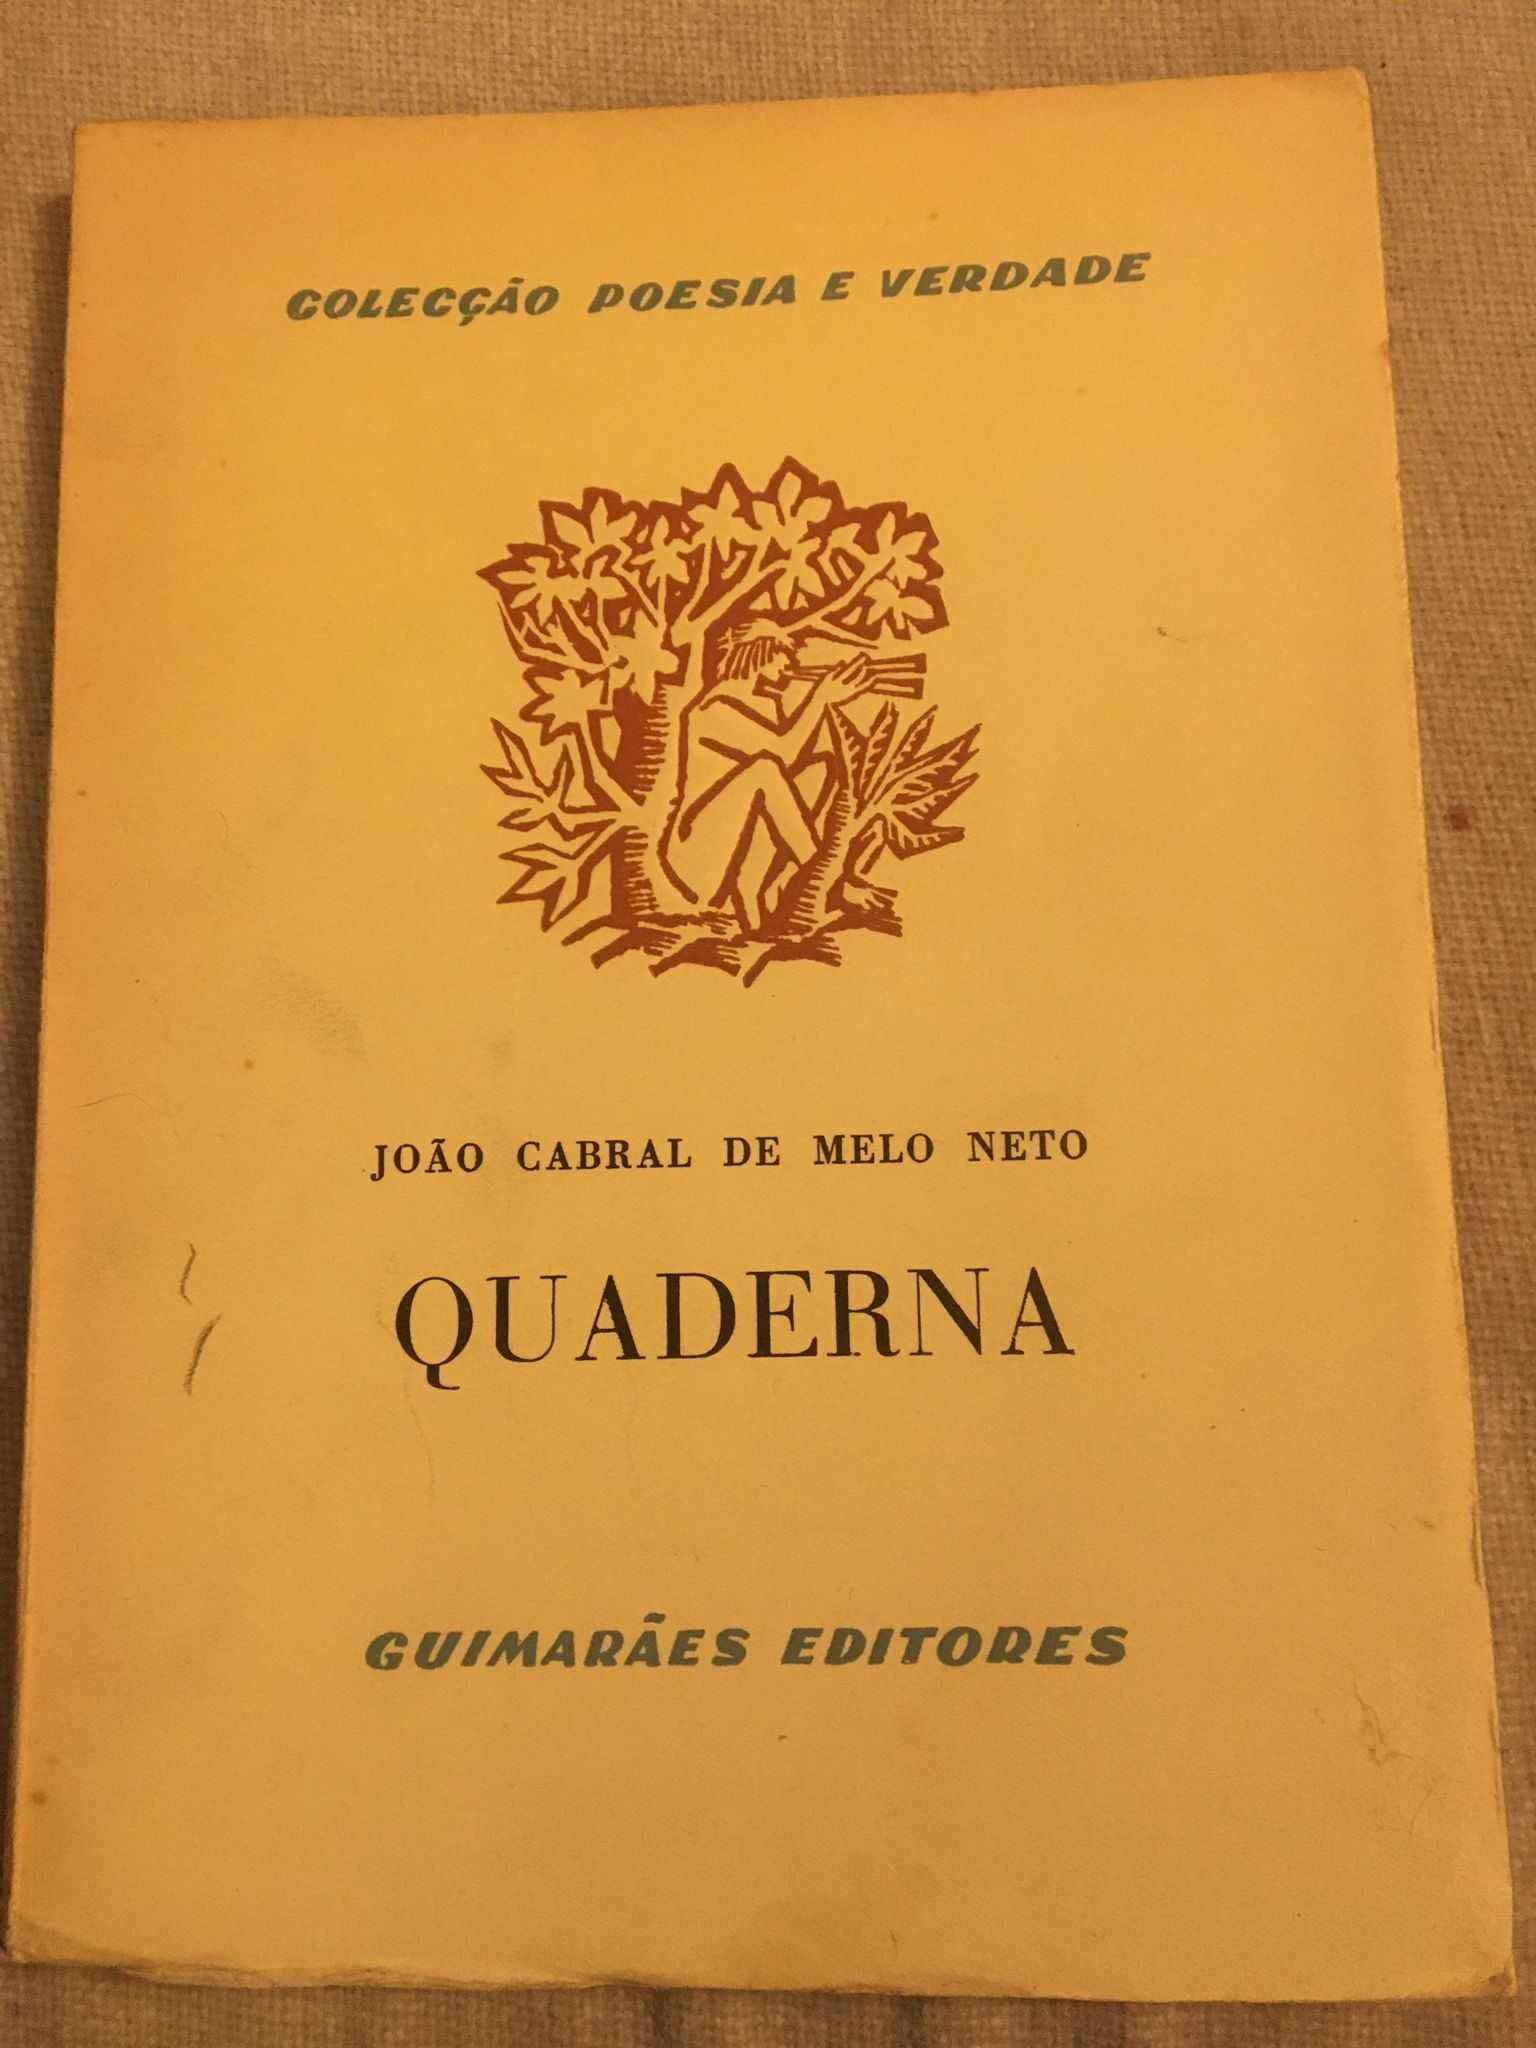 COLECÇÃO POESIA E VERDADE
JOÃO CABRAL DE MELO NETO
QUADERNA
GUIMARÃES EDITORES